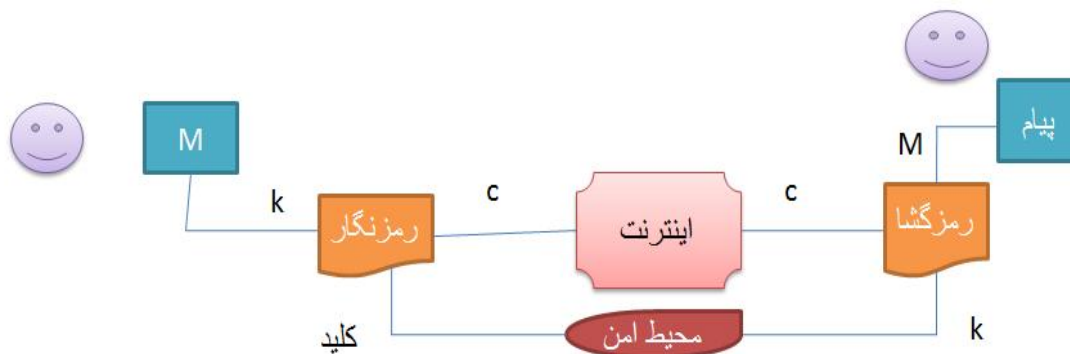 پیام
M
M
k
c
c
رمزنگار
اینترنت
رمزگشا
محیط امن
کلید
k